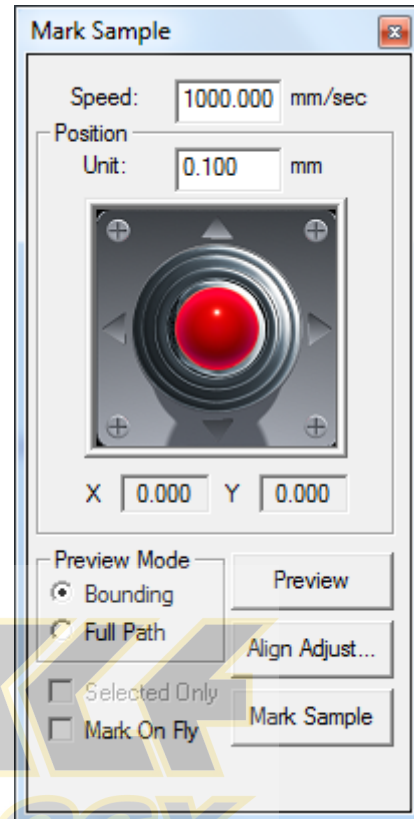 Mark Sample
Speed: 1000.000 mm/sec
Position
Unit: 0.100 mm
X 0.000 Y 0.000
Preview Mode
Bounding
Full Path
Preview
Align Adjust...
Selected Only
Mark On Fly
Mark Sample